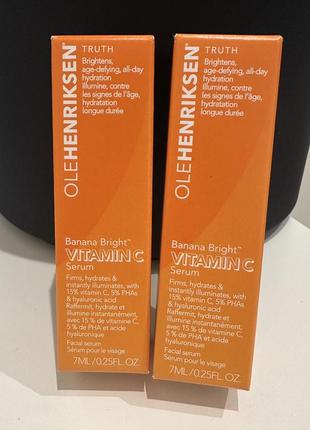 OLEHENRIKSEN™
TRUTH
Brightens,
age-defying, all-day
hydration
Illumine, contre
les signes de l'âge,
hydratation
longue durée
Banana Bright™
VITAMIN C
Serum
Firms, hydrates &
instantly illuminates, with
15% vitamin C, 5% PHAs
& hyaluronic acid
Raffermit, hydrate et
illumine instantanément,
avec 15 % de vitamine C,
5 % de PHA et acide
hyaluronique
Facial serum
Sérum pour le visage
7ML/0.25FL.OZ.
OLEHENRIKSEN™
TRUTH
Brightens,
age-defying, all-day
hydration
Illumine, contre
les signes de l'âge,
hydratation
longue durée
Banana Bright™
VITAMIN C
Serum
Firms, hydrates &
instantly illuminates, with
15% vitamin C, 5% PHAs
& hyaluronic acid
Raffermit, hydrate et
illumine instantanément,
avec 15 % de vitamine C,
5 % de PHA et acide
hyaluronique
Facial serum
Sérum pour le visage
7ML/0.25FL.OZ.